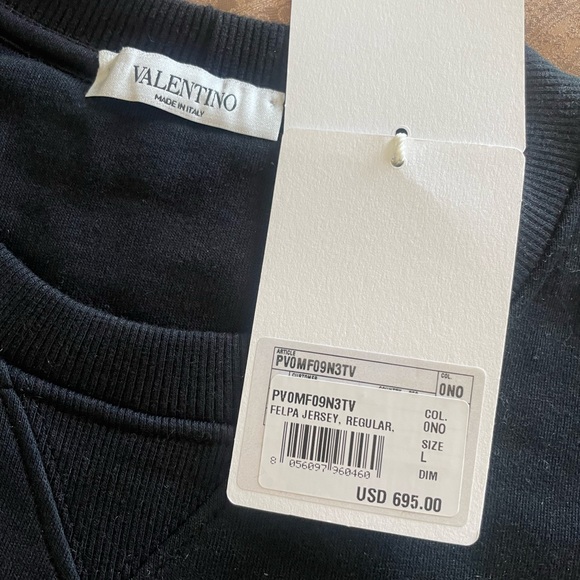 VALENTINO
MADE IN ITALY
ARTICLE
PV0MF09N3TV
COL.
0NO
PV0MF09N3TV
FELPA JERSEY, REGULAR,
COL.
0NO
SIZE
L
DIM
8 056097 960460
USD 695.00